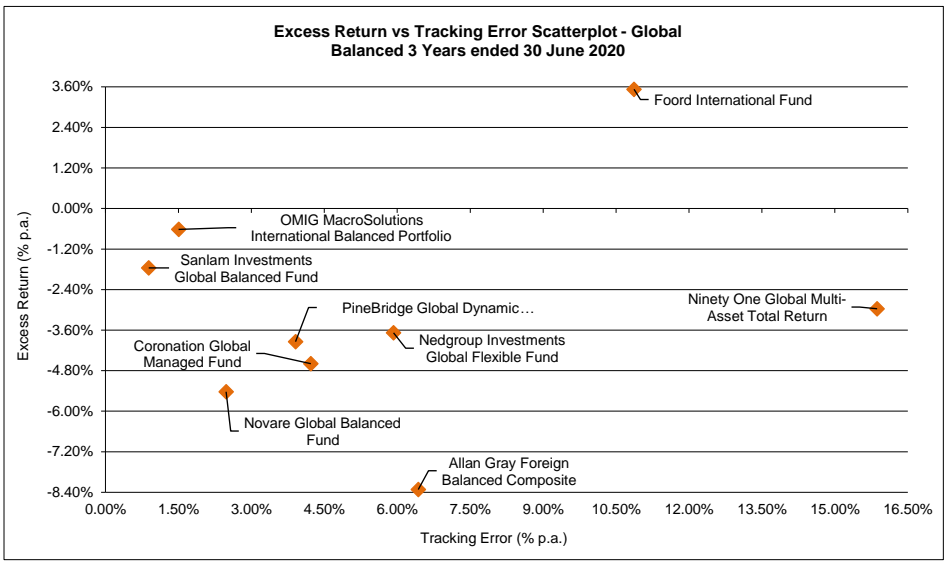 Excess Return vs Tracking Error Scatterplot - Global
Balanced 3 Years ended 30 June 2020
Excess Return (% p.a.)
3.60%
2.40%
1.20%
0.00%
-1.20%
-2.40%
-3.60%
-4.80%
-6.00%
-7.20%
-8.40%
Foord International Fund
OMIG MacroSolutions
International Balanced Portfolio
Sanlam Investments
Global Balanced Fund
Ninety One Global Multi-
Asset Total Return
PineBridge Global Dynamic…
Nedgroup Investments
Global Flexible Fund
Coronation Global
Managed Fund
Novare Global Balanced
Fund
Allan Gray Foreign
Balanced Composite
0.00%
1.50%
3.00%
4.50%
6.00%
7.50%
9.00%
10.50%
12.00%
13.50%
15.00%
16.50%
Tracking Error (% p.a.)